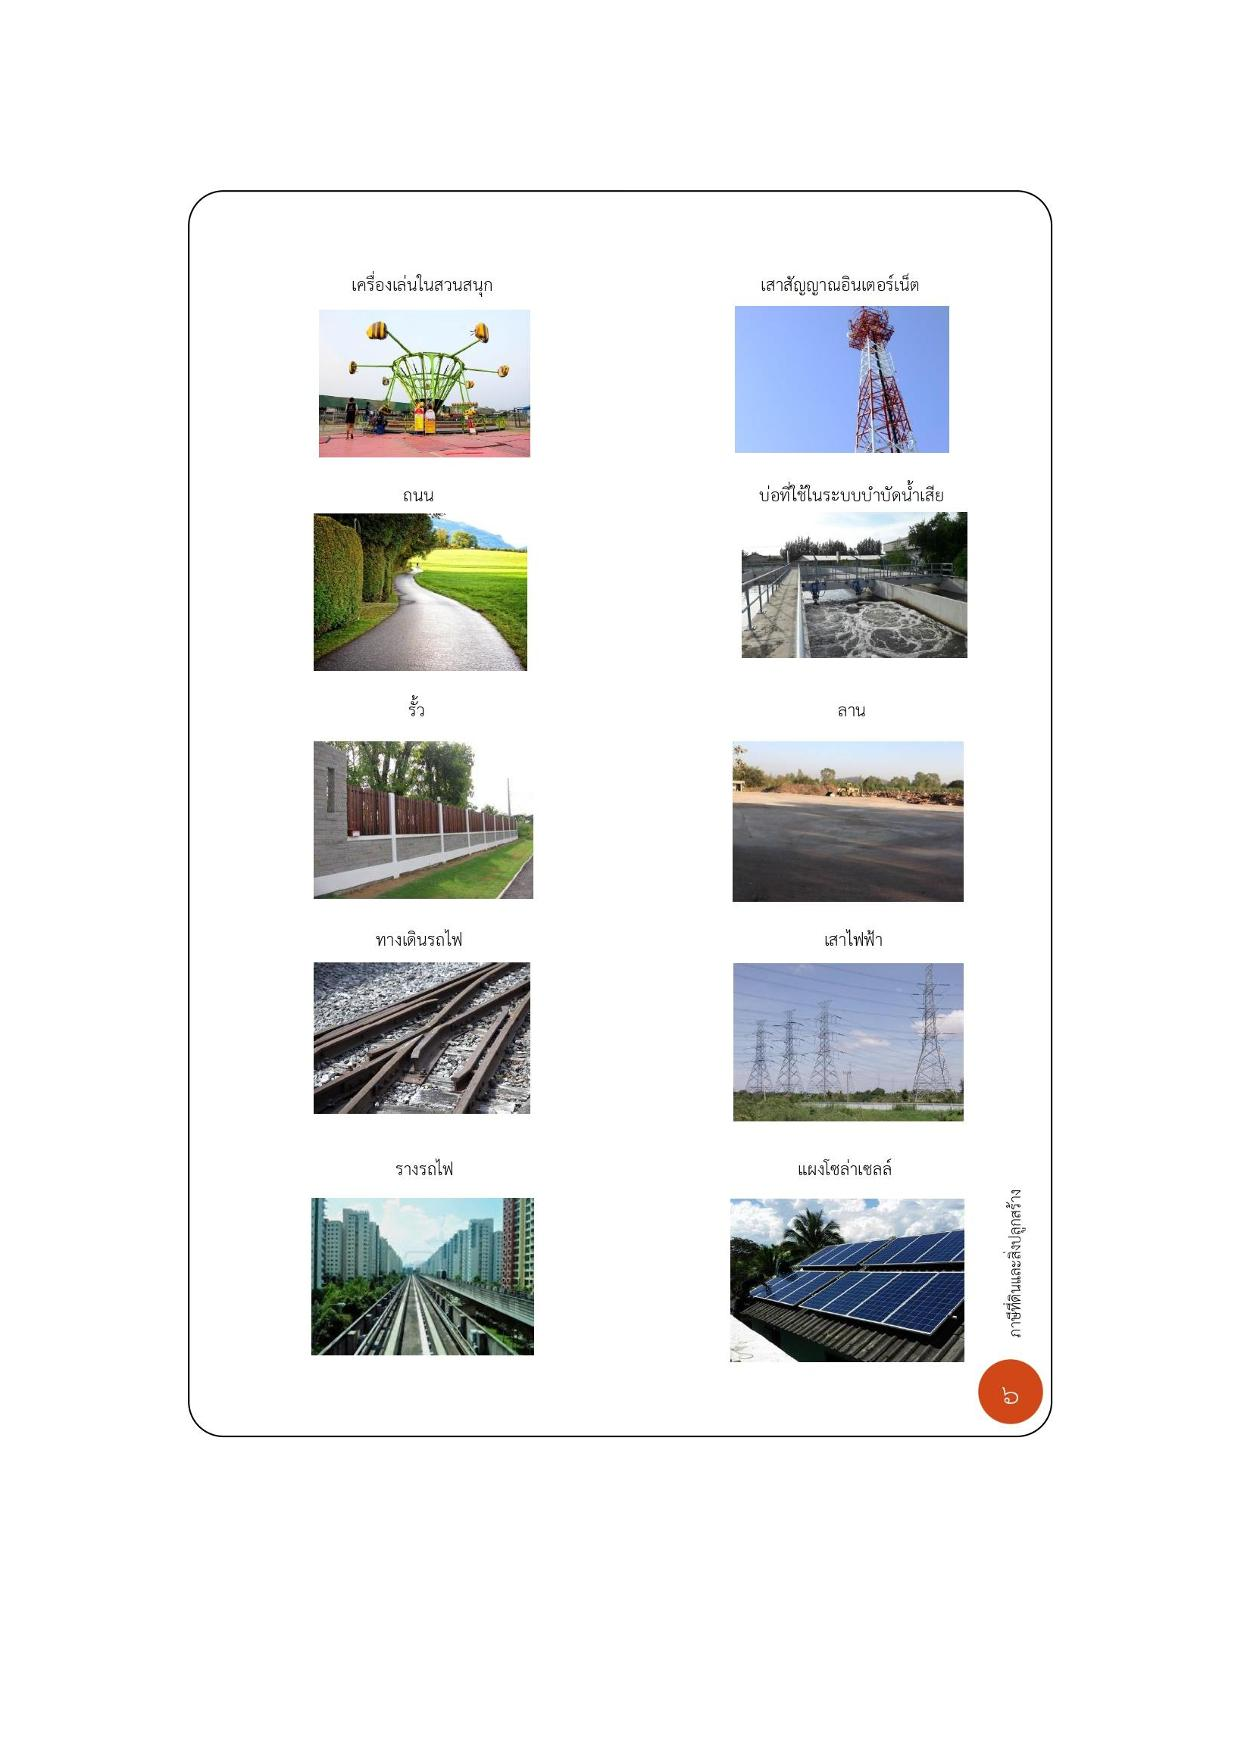 เครื่องเล่นในสวนสนุก
เสาสัญญาณอินเตอร์เน็ต
ถนน
บ่อที่ใช้ในระบบบำบัดน้ำเสีย
รั้ว
ลาน
ทางเดินรถไฟ
เสาไฟฟ้า
รางรถไฟ
แผงโซล่าเซลล์
ภาษีที่ดินและสิ่งปลูกสร้าง
๖